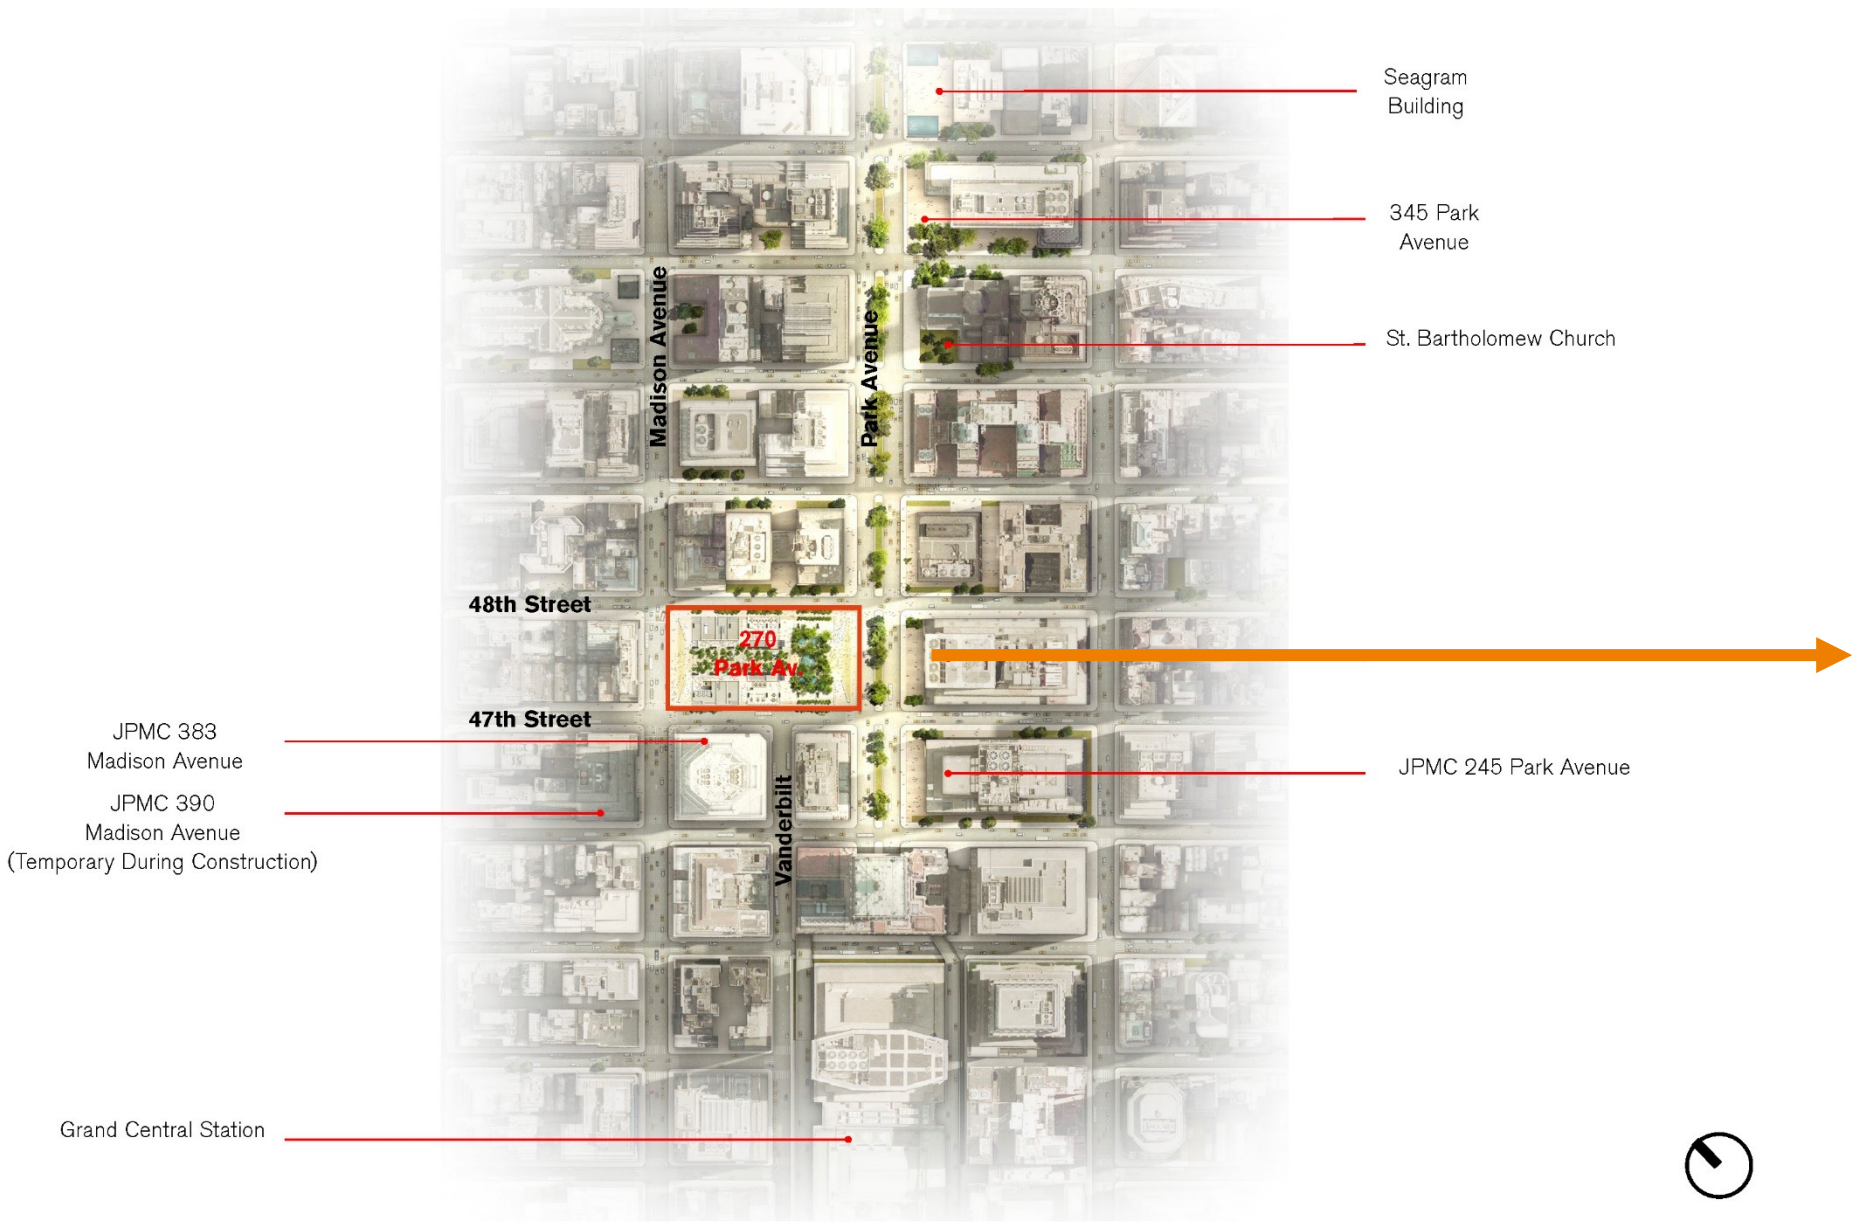 Seagram
Building
345 Park
Avenue
Madison Avenue
Park Avenue
St. Bartholomew Church
48th Street
270
Park Av.
47th Street
JPMC 383
Madison Avenue
JPMC 245 Park Avenue
Vanderbilt
JPMC 390
Madison Avenue
(Temporary During Construction)
Grand Central Station